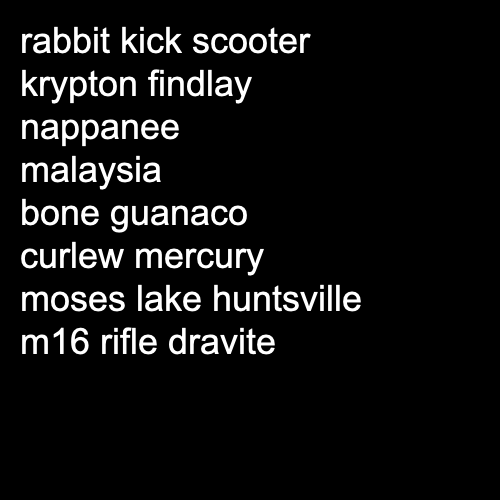 rabbit kick scooter
krypton findlay
nappanee
malaysia
bone guanaco
curlew mercury
moses lake huntsville
m16 rifle dravite